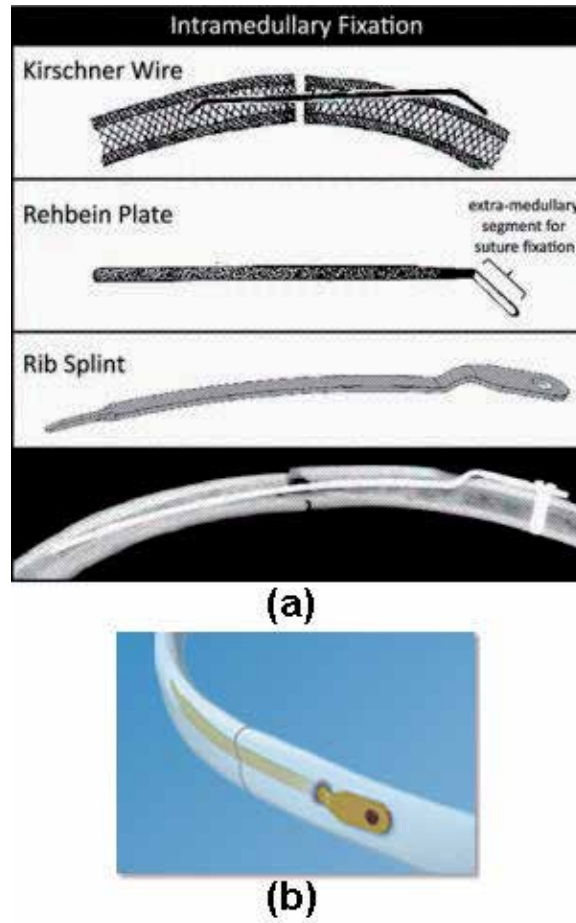 Intramedullary Fixation
Kirschner Wire
Rehbein Plate
extra-medullary
segment for
suture fixation
Rib Splint
(a)
(b)